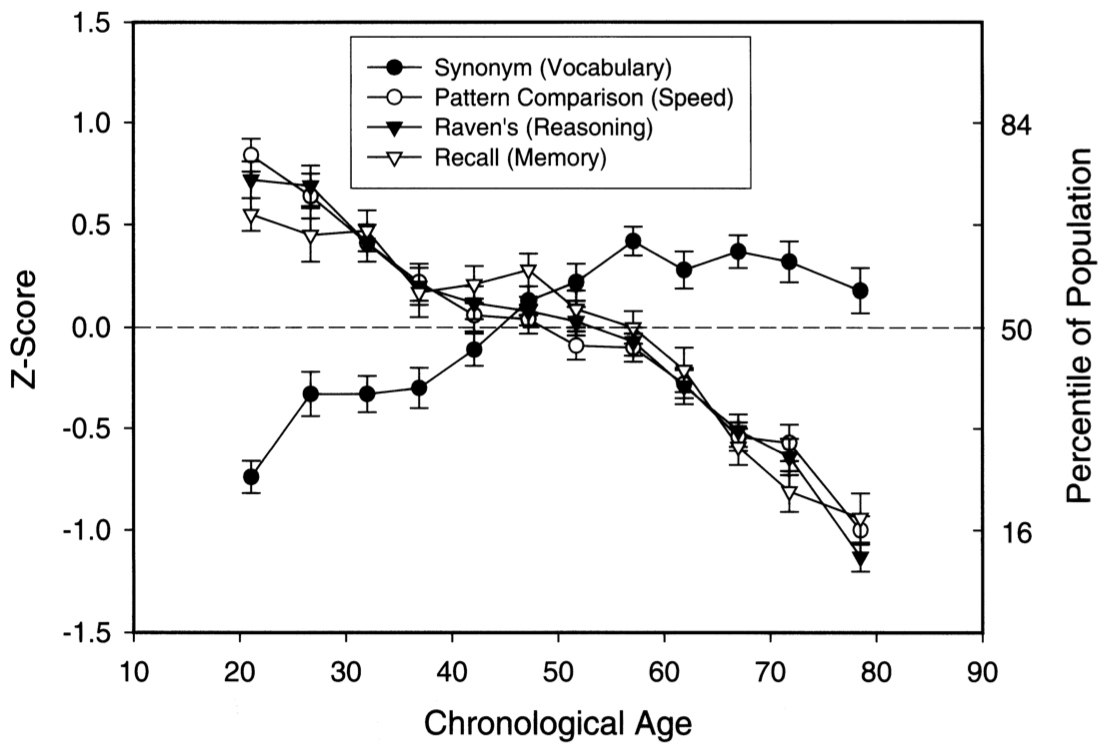 1.5
1.0
0.5
0.0
-0.5
-1.0
-1.5
Z-Score
Synonym (Vocabulary)
Pattern Comparison (Speed)
Raven's (Reasoning)
Recall (Memory)
84
50
16
Percentile of Population
10 20 30 40 50 60 70 80 90
Chronological Age